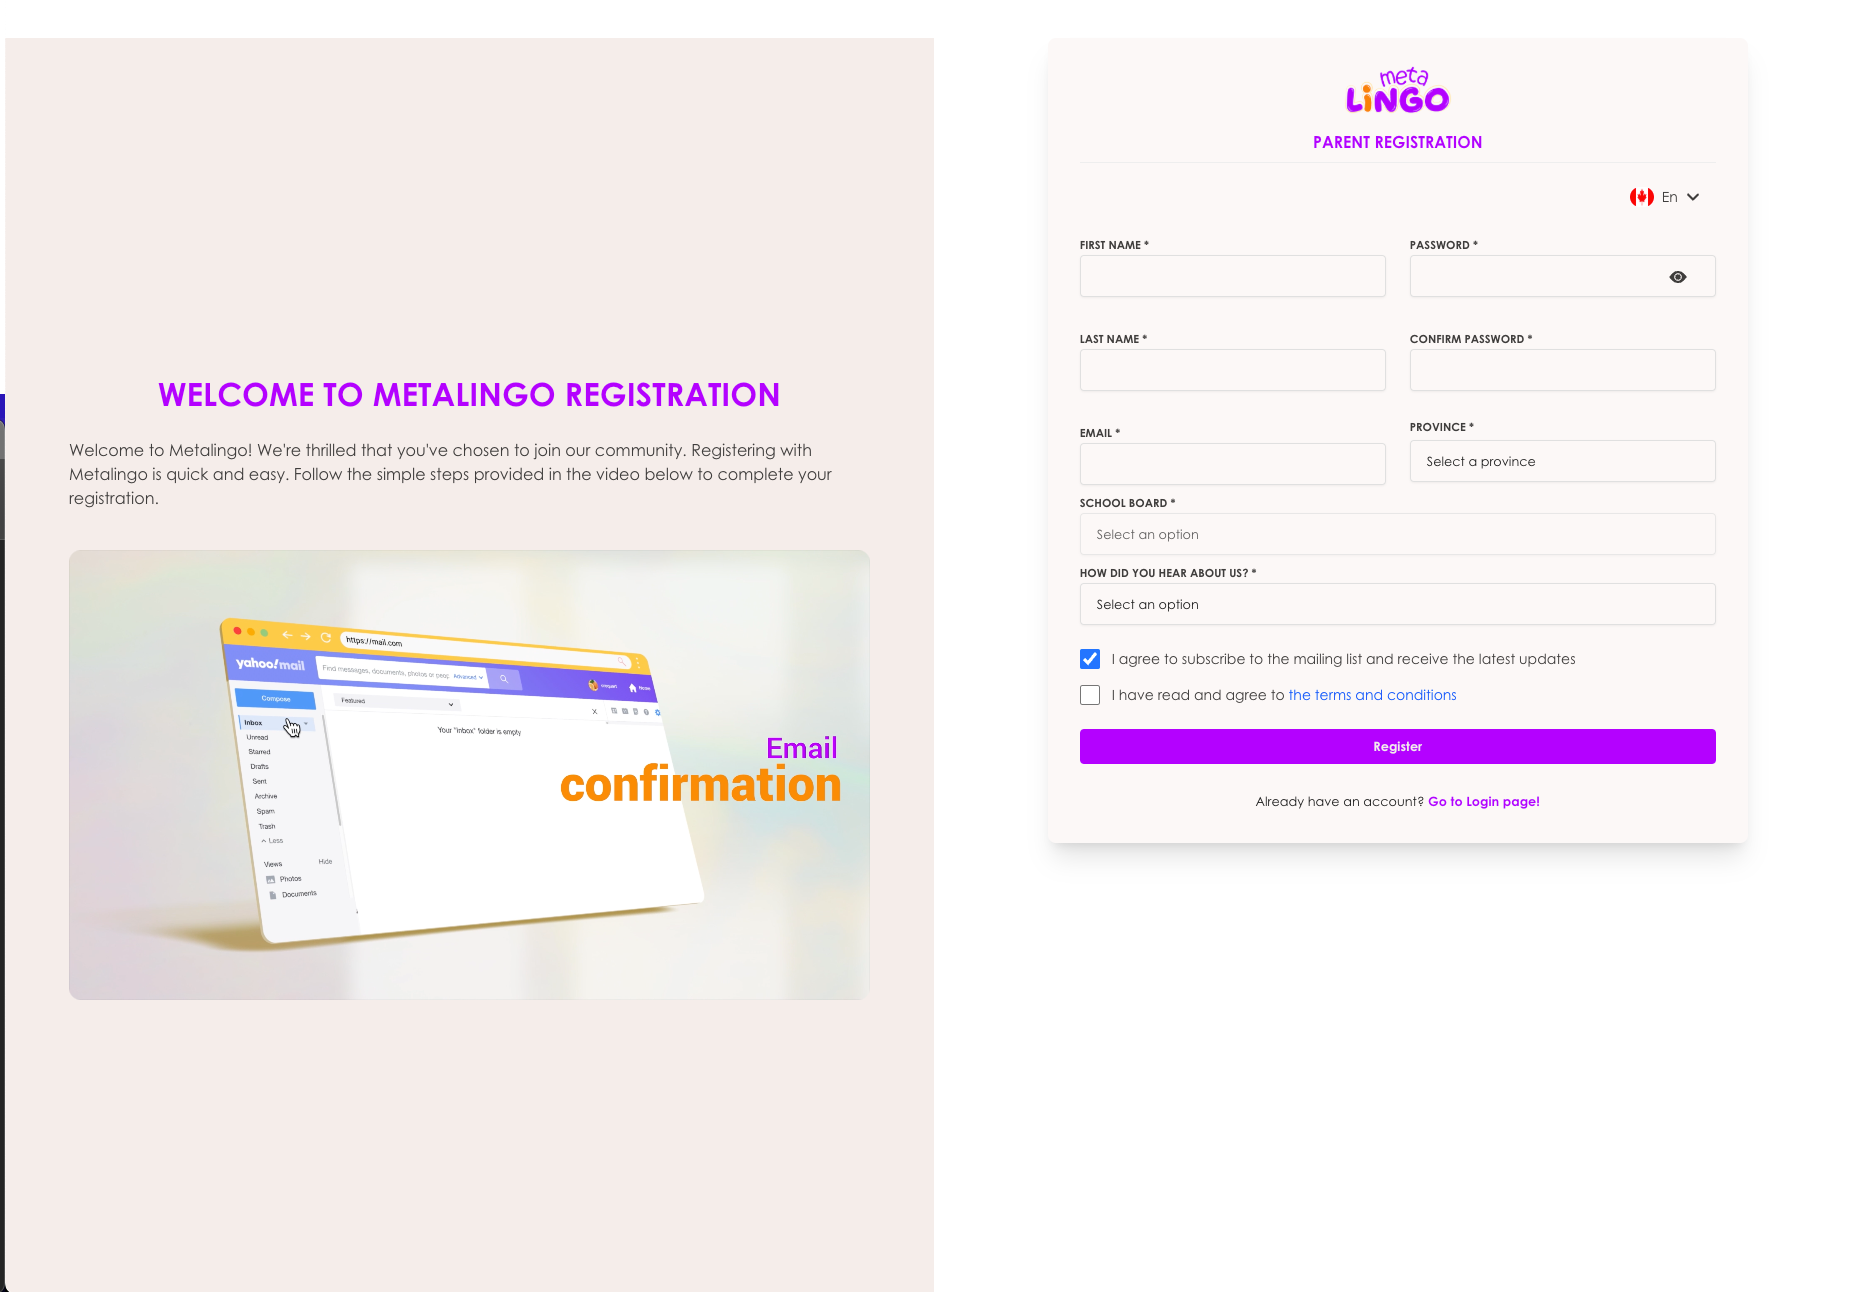 WELCOME TO METALINGO REGISTRATION
Welcome to Metalingo! We're thrilled that you've chosen to join our community. Registering with
Metalingo is quick and easy. Follow the simple steps provided in the video below to complete your
registration.
https://mail.com
yahoo!mail
Find messages, documents, photos or peop
Advanced
Home
Compose
Featured
Inbox
Your "Inbox" folder is empty
Unread
Starred
Drafts
Sent
Archive
Spam
Trash
Less
Views
Hide
Photos
Documents
Email
confirmation
meta
LiNGO
PARENT REGISTRATION
En
FIRST NAME *
PASSWORD *
LAST NAME *
CONFIRM PASSWORD *
EMAIL *
PROVINCE *
Select a province
SCHOOL BOARD *
Select an option
HOW DID YOU HEAR ABOUT US? *
Select an option
I agree to subscribe to the mailing list and receive the latest updates
I have read and agree to the terms and conditions
Register
Already have an account? Go to Login page!